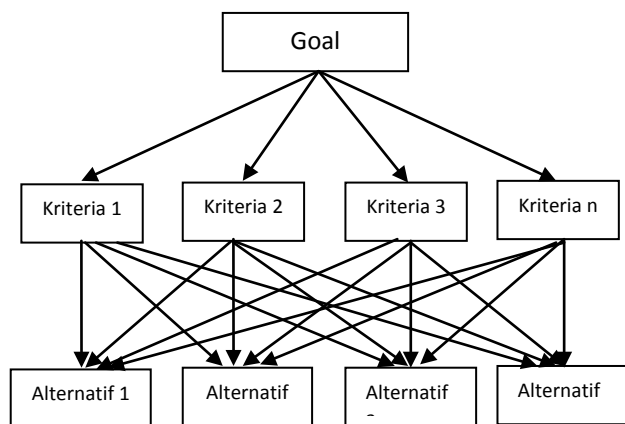 Goal
Kriteria 1
Kriteria 2
Kriteria 3
Kriteria n
Alternatif 1
Alternatif
Alternatif
Alternatif